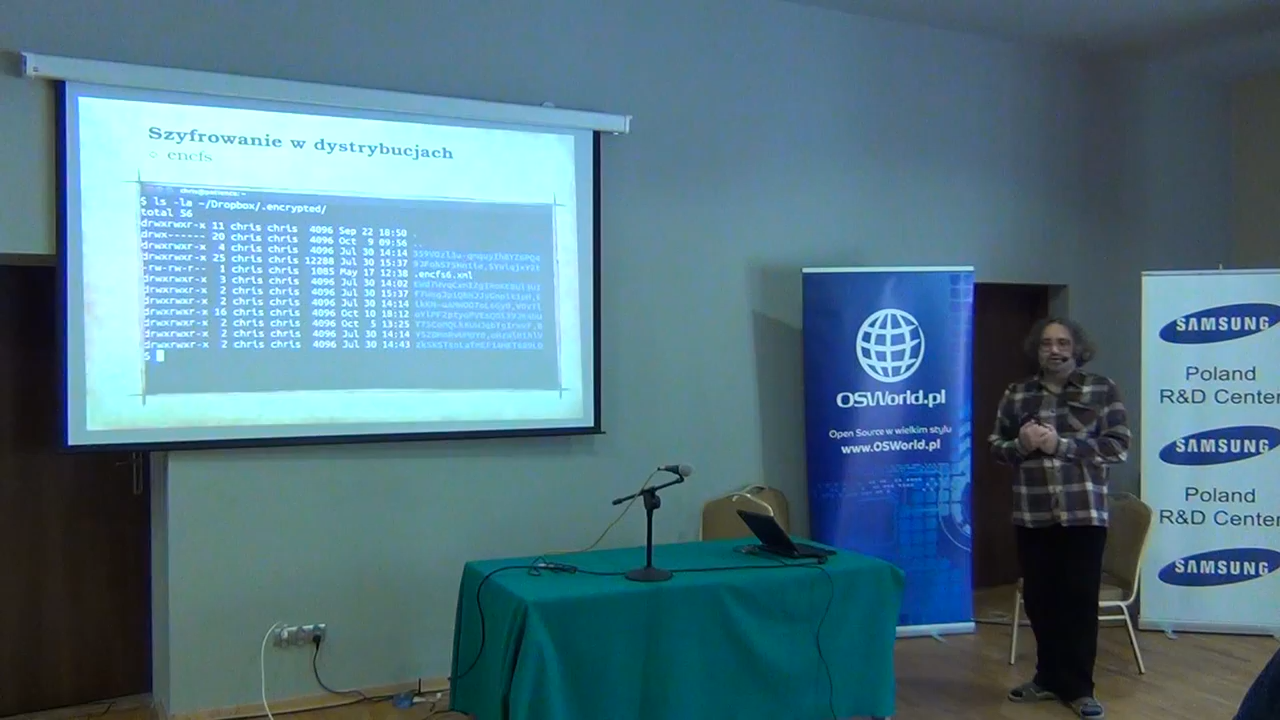 Szyfrowanie w dystrybucjach
encfs
$ ls -la ~/Dropbox/.encrypted/
total 56
drwxrwxr-x 11 chris chris 4096 Sep 22 18:50 .
drwx------ 20 chris chris 4096 Oct 9 09:56 ..
drwxrwxr-x 4 chris chris 4096 Jul 30 14:14
drwxrwxr-x 25 chris chris 12288 Jul 30 15:37
-rw-rw-r-- 1 chris chris 1085 May 17 12:38 .encfs6.xml
drwxrwxr-x 3 chris chris 4096 Jul 30 14:02
drwxrwxr-x 2 chris chris 4096 Jul 30 15:37
drwxrwxr-x 2 chris chris 4096 Jul 30 14:14
drwxrwxr-x 16 chris chris 4096 Oct 10 18:12
drwxrwxr-x 2 chris chris 4096 Oct 5 13:25
drwxrwxr-x 2 chris chris 4096 Jul 30 14:14
drwxrwxr-x 2 chris chris 4096 Jul 30 14:43
$
OSWorld.pl
Open Source w wielkim stylu
www.OSWorld.pl
SAMSUNG
Poland
R&D Center
SAMSUNG
Poland
R&D Center
SAMSUNG